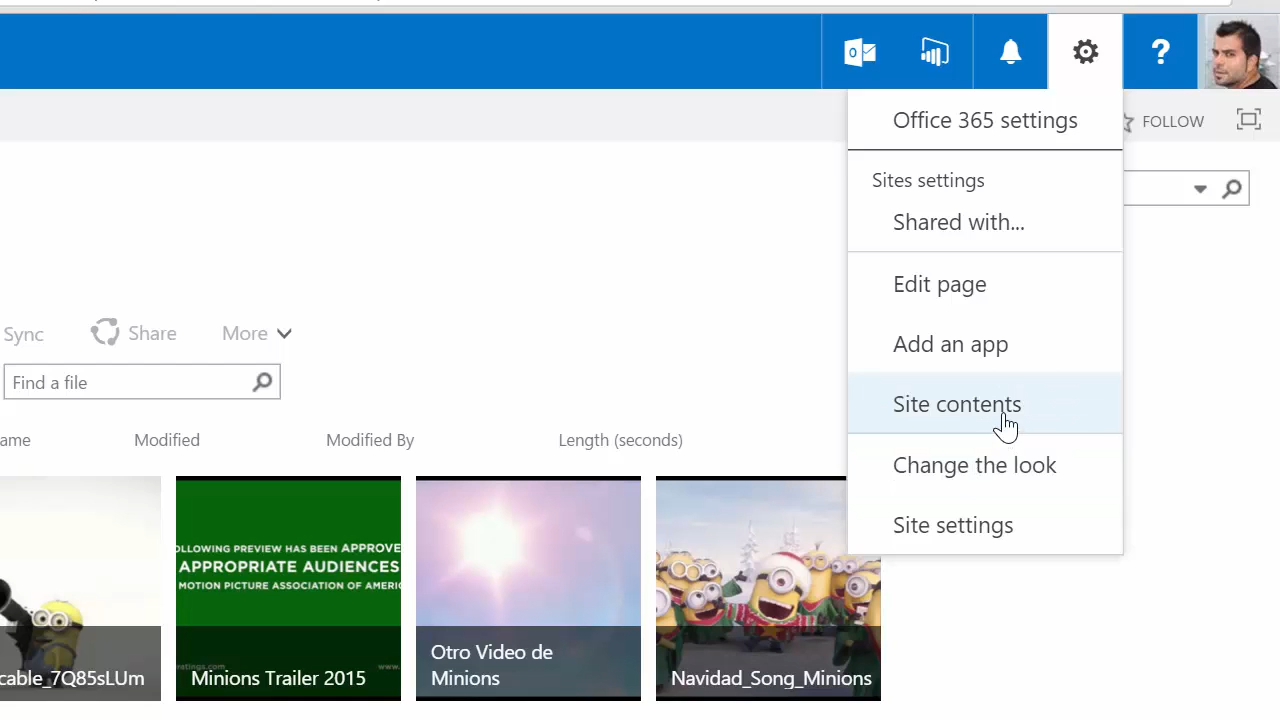 Office 365 settings
FOLLOW
Sites settings
Shared with...
Edit page
Add an app
Site contents
Change the look
Site settings
Sync
Share
More
Find a file
ame
Modified
Modified By
Length (seconds)
OLLOWING PREVIEW HAS BEEN APPROVE
APPROPRIATE AUDIENCES
MOTION PICTURE ASSOCIATION OF AMERIC
cable_7Q85sLUm
Minions Trailer 2015
Otro Video de
Minions
Navidad_Song_Minions